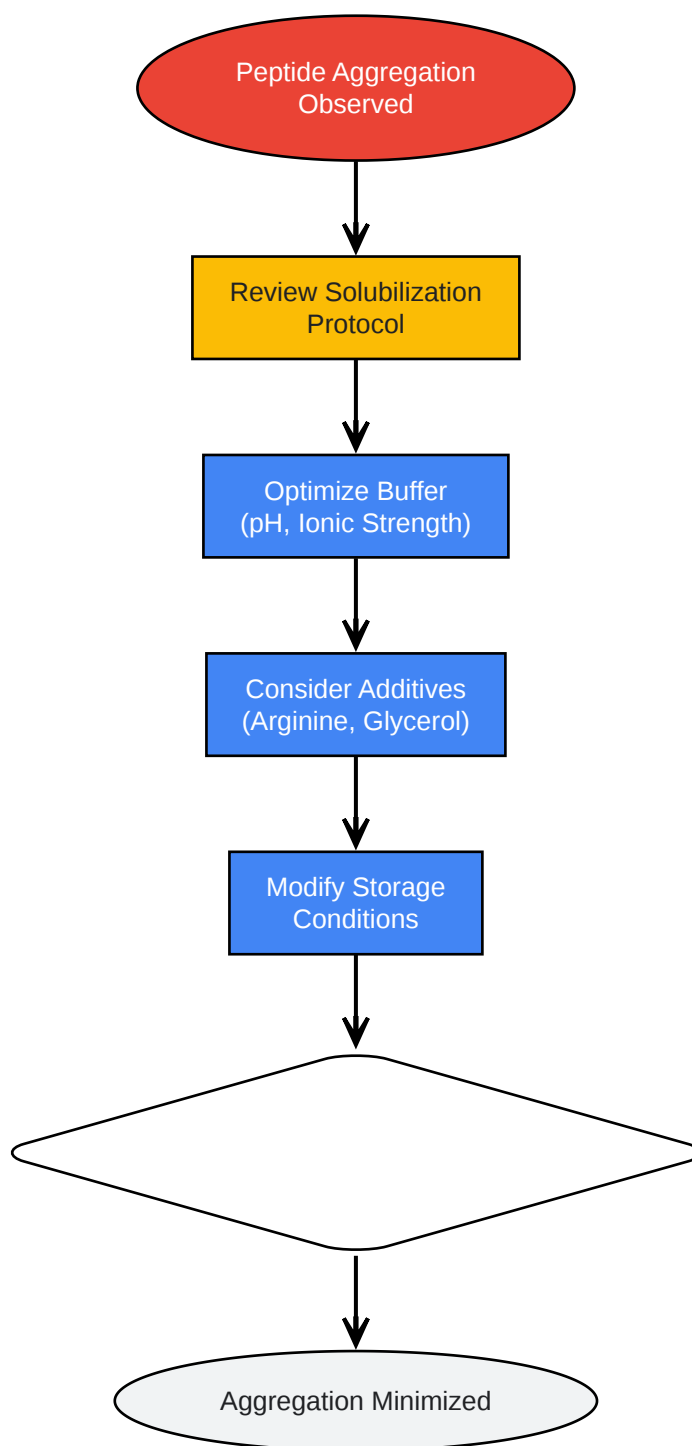 Peptide Aggregation
Observed
Review Solubilization
Protocol
Optimize Buffer
(pH, Ionic Strength)
Consider Additives
(Arginine, Glycerol)
Modify Storage
Conditions
Aggregation Minimized